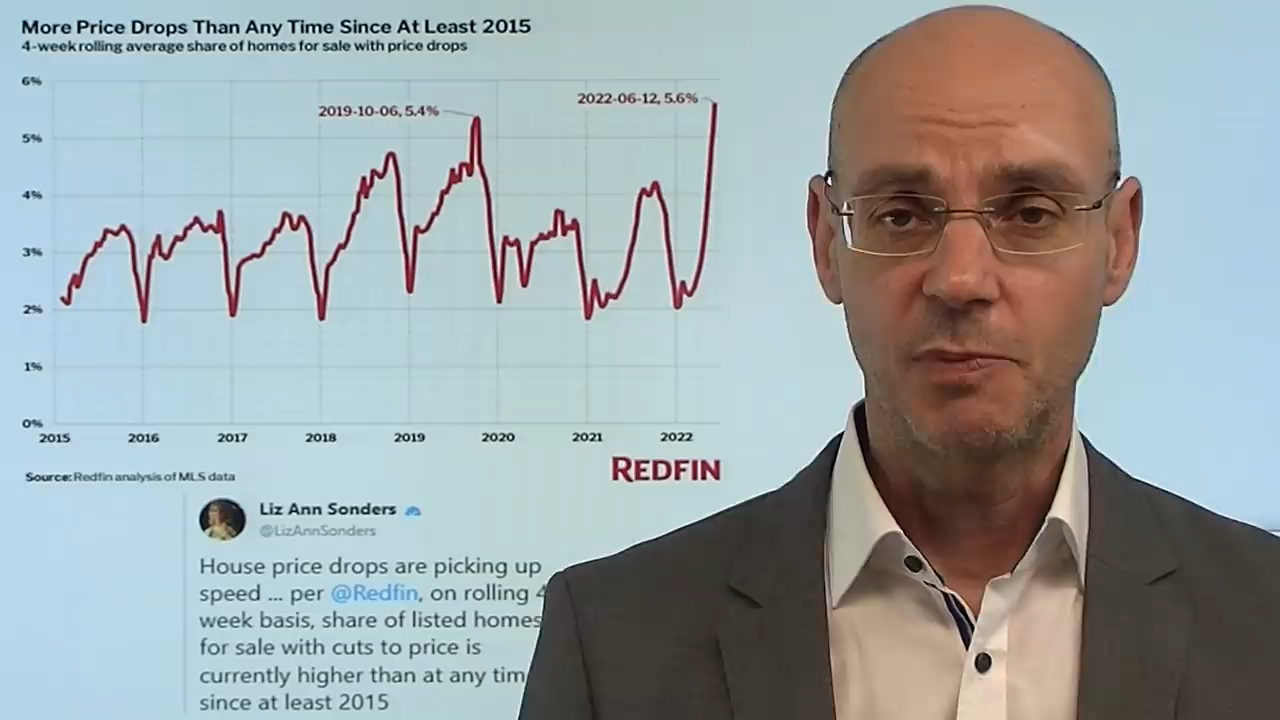 More Price Drops Than Any Time Since At Least 2015
4-week rolling average share of homes for sale with price drops
6%
2019-10-06, 5.4%
2022-06-12, 5.6%
5%
4%
3%
2%
1%
0%
2015 2016 2017 2018 2019 2020 2021 2022
Source: Redfin analysis of MLS data
REDFIN
Liz Ann Sonders
@LizAnnSonders
House price drops are picking up
speed ... per @Redfin, on rolling 4
week basis, share of listed homes
for sale with cuts to price is
currently higher than at any tim
since at least 2015